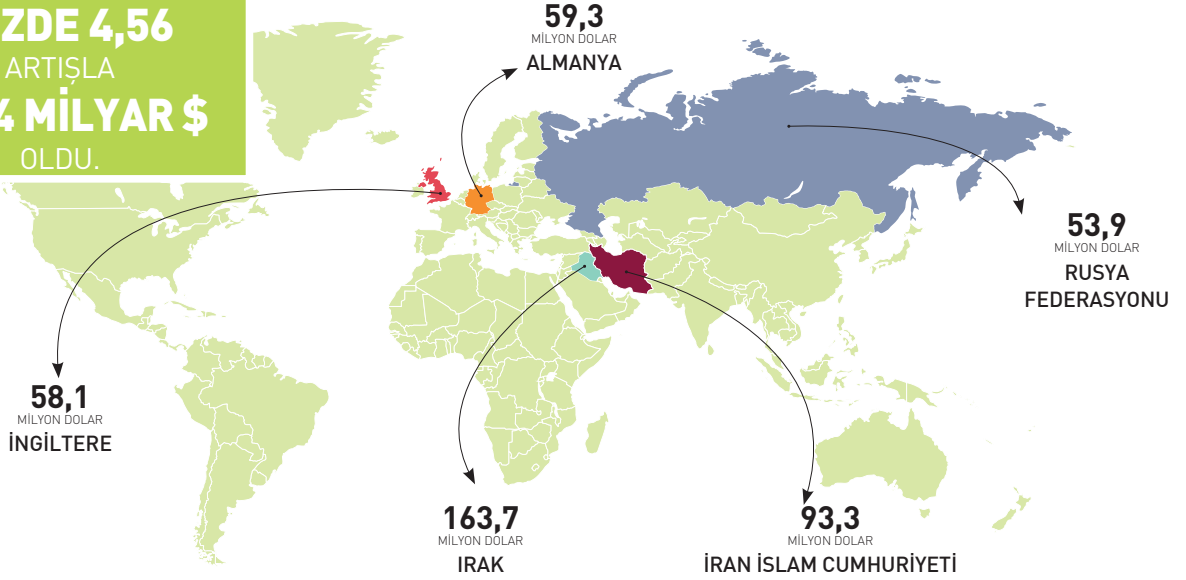 ZDE 4,56
ARTIŞLA
4 MİLYAR $
OLDU.
59,3
MİLYON DOLAR
ALMANYA
53,9
MİLYON DOLAR
RUSYA
FEDERASYONU
58,1
MİLYON DOLAR
İNGİLTERE
163,7
MİLYON DOLAR
IRAK
93,3
MİLYON DOLAR
İRAN İSLAM CUMHURİYETİ